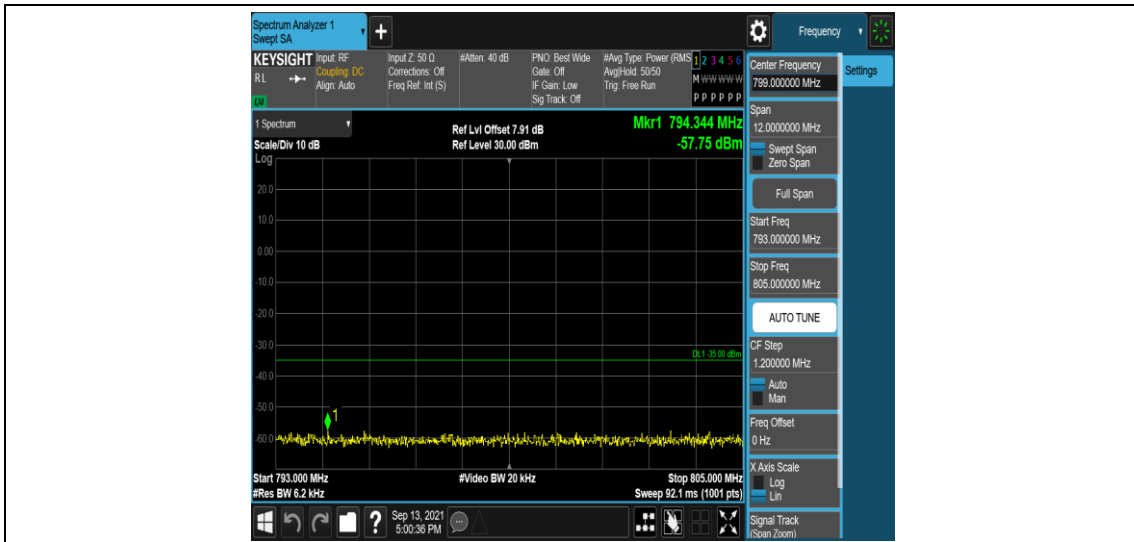 Spectrum Analyzer 1
Swept SA
+
Frequency
KEYSIGHT
RL
LXI
Input: RF
Coupling: DC
Align: Auto
Input Z: 50 Ω
Corrections: Off
Freq Ref: Int (S)
#Atten: 40 dB
PNO: Best Wide
Gate: Off
IF Gain: Low
Sig Track: Off
#Avg Type: Power (RMS
Avg|Hold: 50/50
Trig: Free Run
1 2 3 4 5 6
M W W W W W
P P P P P P
1 Spectrum
Scale/Div 10 dB
Ref Lvl Offset 7.91 dB
Ref Level 30.00 dBm
Mkr1 794.344 MHz
-57.75 dBm
Log
20.0
10.0
0.00
-10.0
-20.0
-30.0
-40.0
-50.0
-60.0
DL1 -35.00 dBm
1
Start 793.000 MHz
#Res BW 6.2 kHz
#Video BW 20 kHz
Stop 805.000 MHz
Sweep 92.1 ms (1001 pts)
Sep 13, 2021
5:00:36 PM
?
Center Frequency
799.000000 MHz
Settings
Span
12.0000000 MHz
Swept Span
Zero Span
Full Span
Start Freq
793.000000 MHz
Stop Freq
805.000000 MHz
AUTO TUNE
CF Step
1.200000 MHz
Auto
Man
Freq Offset
0 Hz
X Axis Scale
Log
Lin
Signal Track
(Span Zoom)